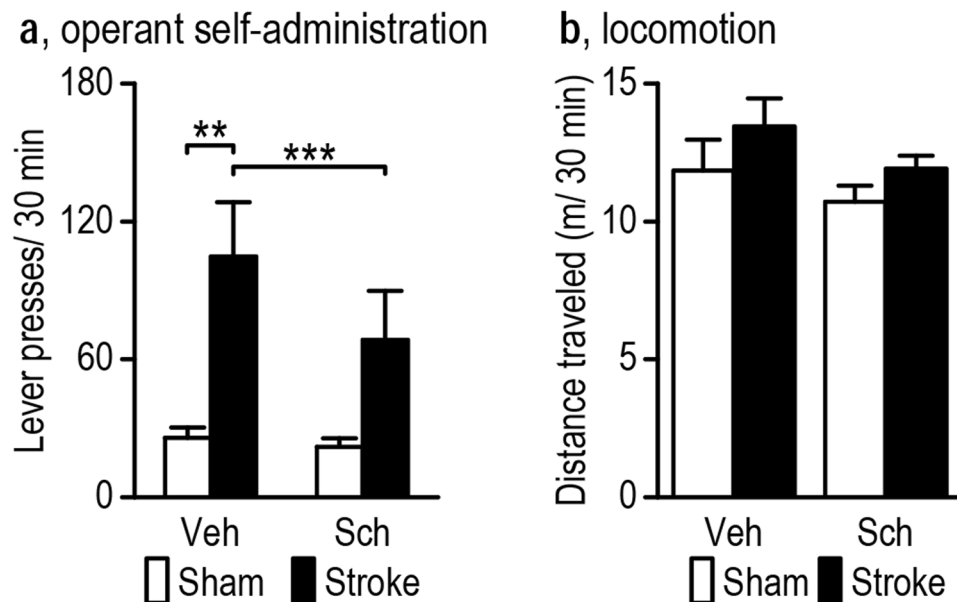 a, operant self-administration
b, locomotion
Lever presses/ 30 min
180
120
60
0
**
***
Veh
Sch
Sham
Stroke
Distance traveled (m/ 30 min)
15
10
5
0
Veh
Sch
Sham
Stroke